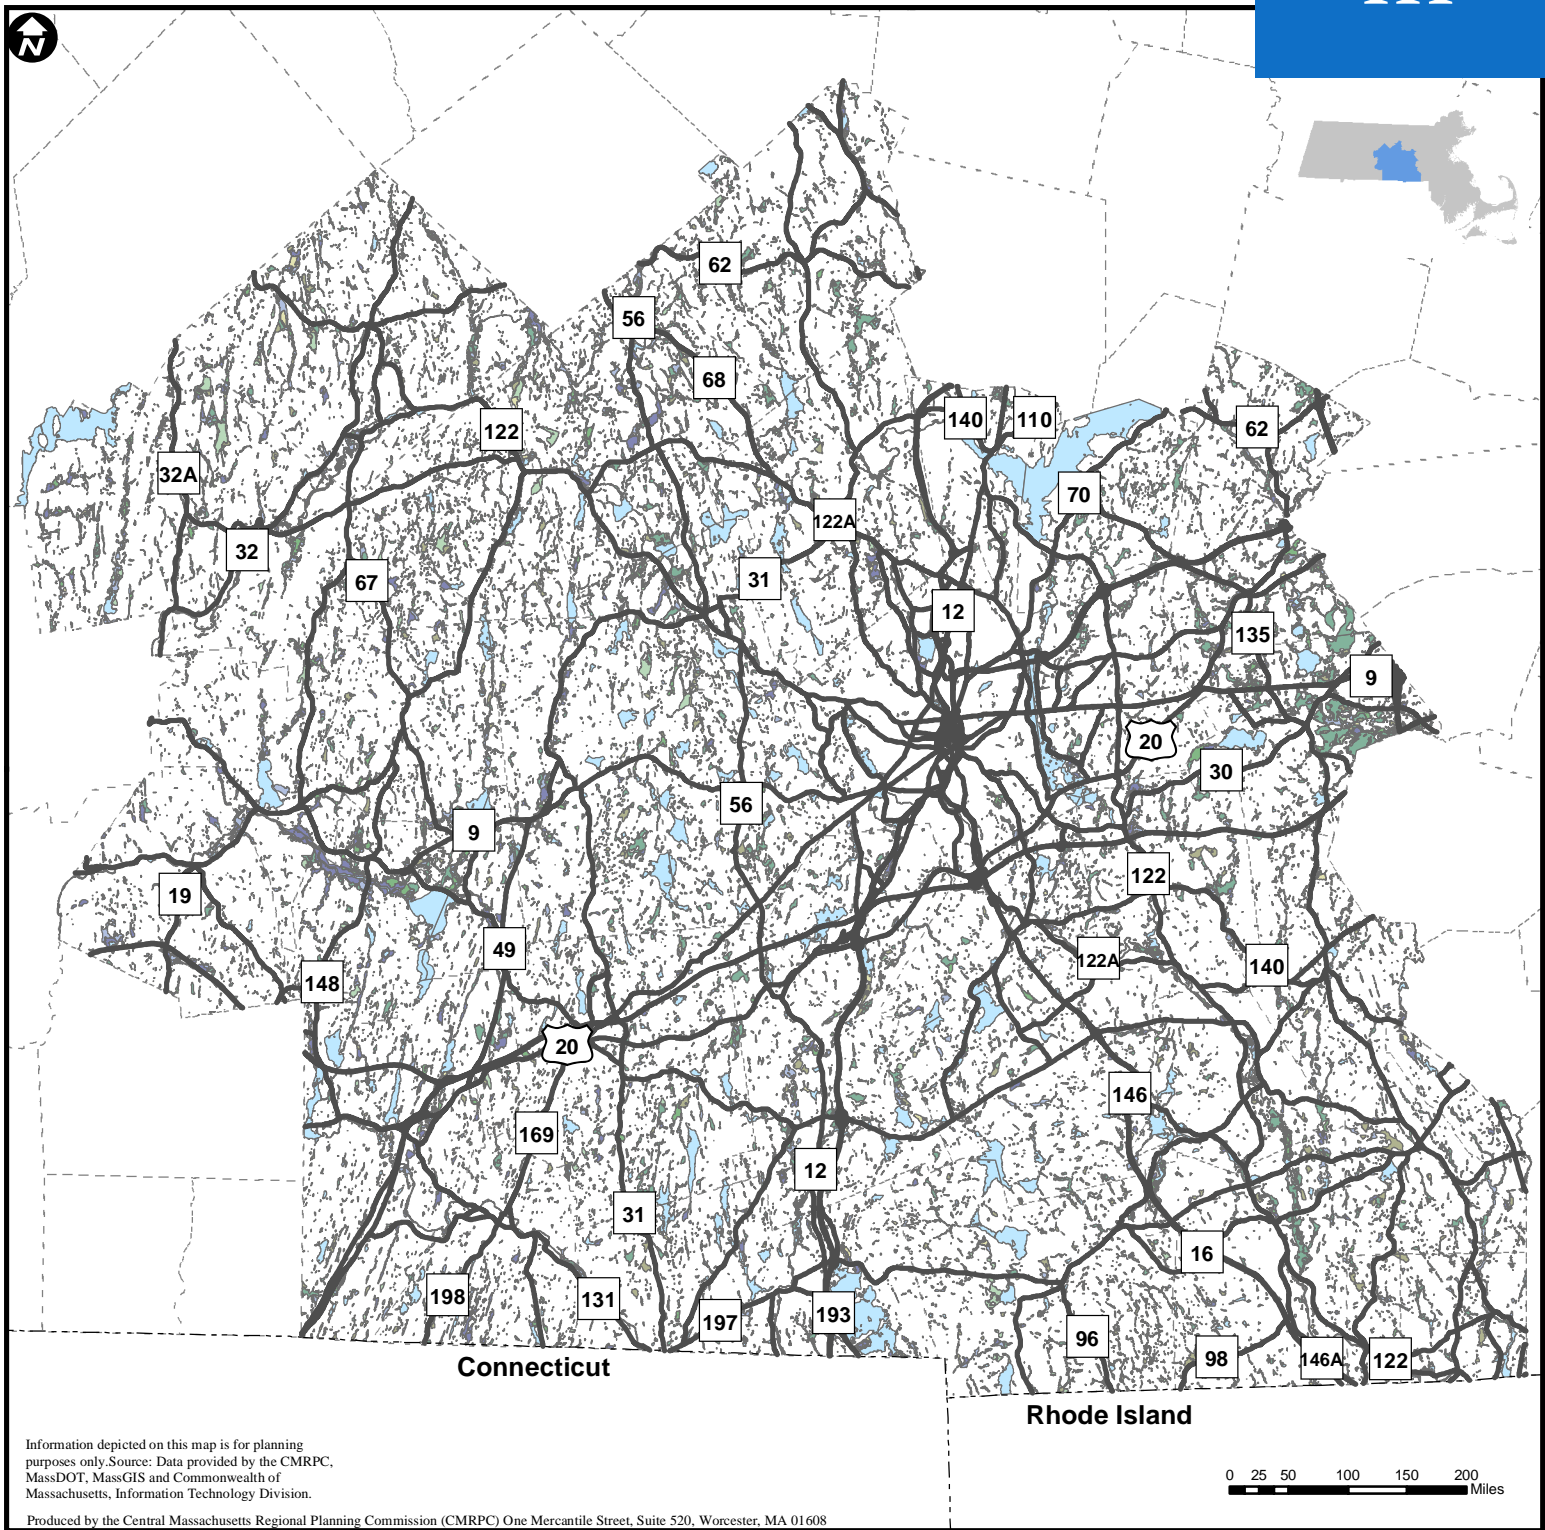 N
62
56
68
140
110
62
122
32A
70
122A
32
31
67
12
135
9
20
30
56
9
122
19
49
122A
140
148
20
146
169
12
31
16
198
131
197
193
96
98
146A
122
Connecticut
Rhode Island
Information depicted on this map is for planning
purposes only.Source: Data provided by the CMRPC,
MassDOT, MassGIS and Commonwealth of
Massachusetts, Information Technology Division.
0 25 50 100 150 200
Miles
Produced by the Central Massachusetts Regional Planning Commission (CMRPC) One Mercantile Street, Suite 520, Worcester, MA 01608